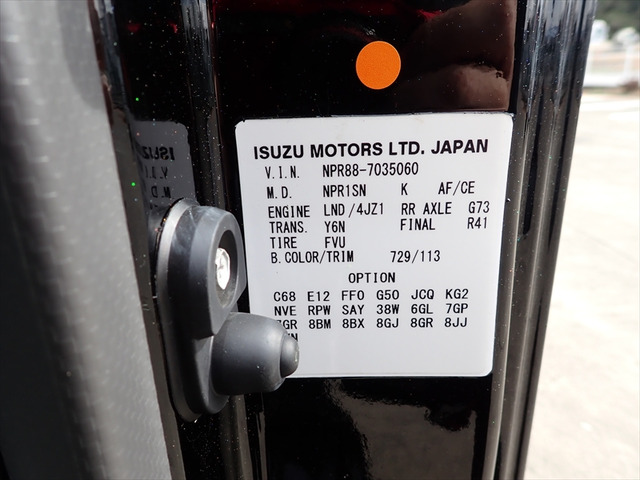 ISUZU MOTORS LTD. JAPAN
V.I.N. NPR88-7035060
M.D. NPR1SN K AF/CE
ENGINE LND/4JZ1 RR AXLE G73
TRANS. Y6N FINAL R41
TIRE FVU
B.COLOR/TRIM 729/113
OPTION
C68 E12 FF0 G50 JCQ KG2
NVE RPW SAY 38W 6GL 7GP
8BM 8BX 8GJ 8GR 8JJ